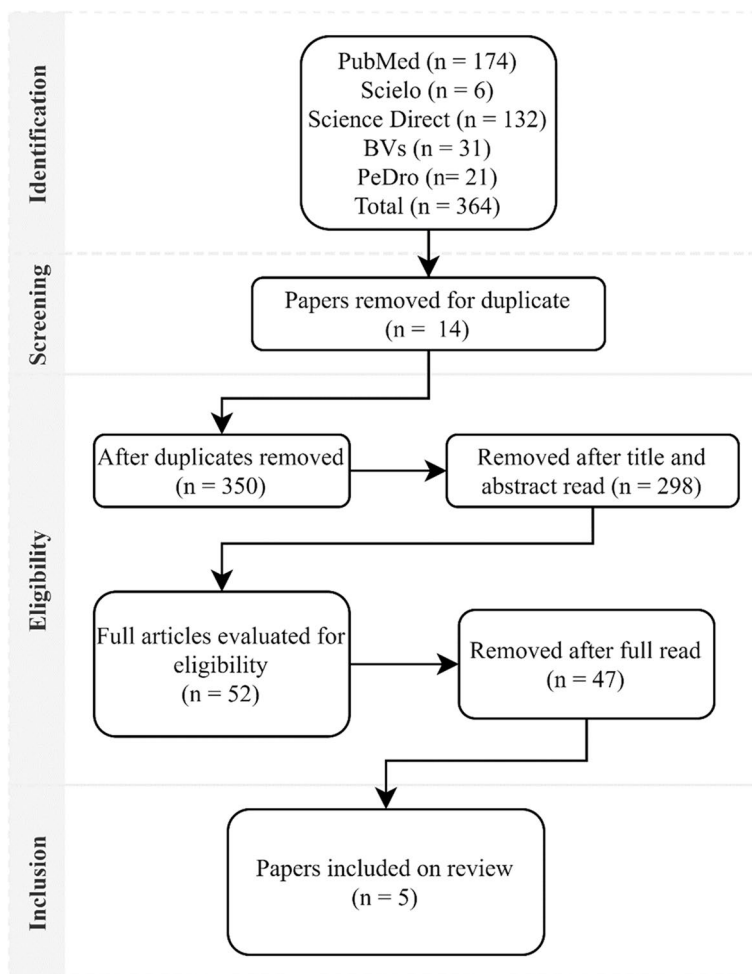 Identification
PubMed (n = 174)
Scielo (n = 6)
Science Direct (n = 132)
BVs (n = 31)
PeDro (n= 21)
Total (n = 364)
Screening
Papers removed for duplicate
(n =  14)
Eligibility
After duplicates removed
(n = 350)
Removed after title and
abstract read (n = 298)
Full articles evaluated for
eligibility
(n = 52)
Removed after full read
(n = 47)
Inclusion
Papers included on review
(n = 5)